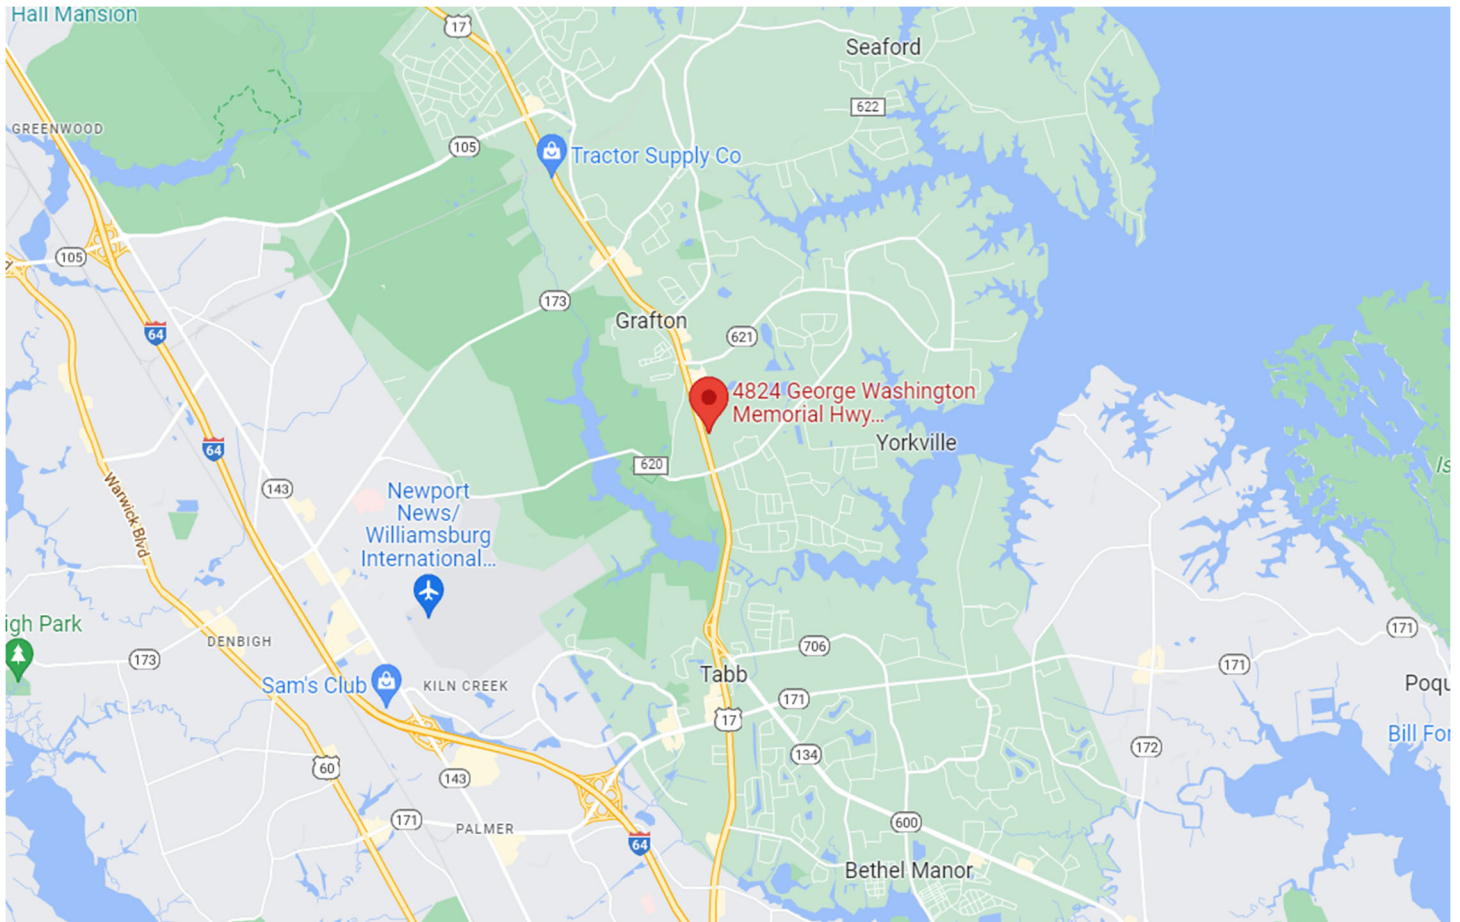 Hall Mansion
17
Seaford
622
GREENWOOD
105
Tractor Supply Co
105
173
64
Grafton
621
4824 George Washington
Memorial Hwy...
Yorkville
64
620
143
Newport
News/
Williamsburg
International...
Warwick Blvd
Is
igh Park
DENBIGH
173
706
171
171
Tabb
171
Sam's Club
KILN CREEK
17
Poqu
134
172
Bill For
60
143
171
PALMER
64
600
Bethel Manor